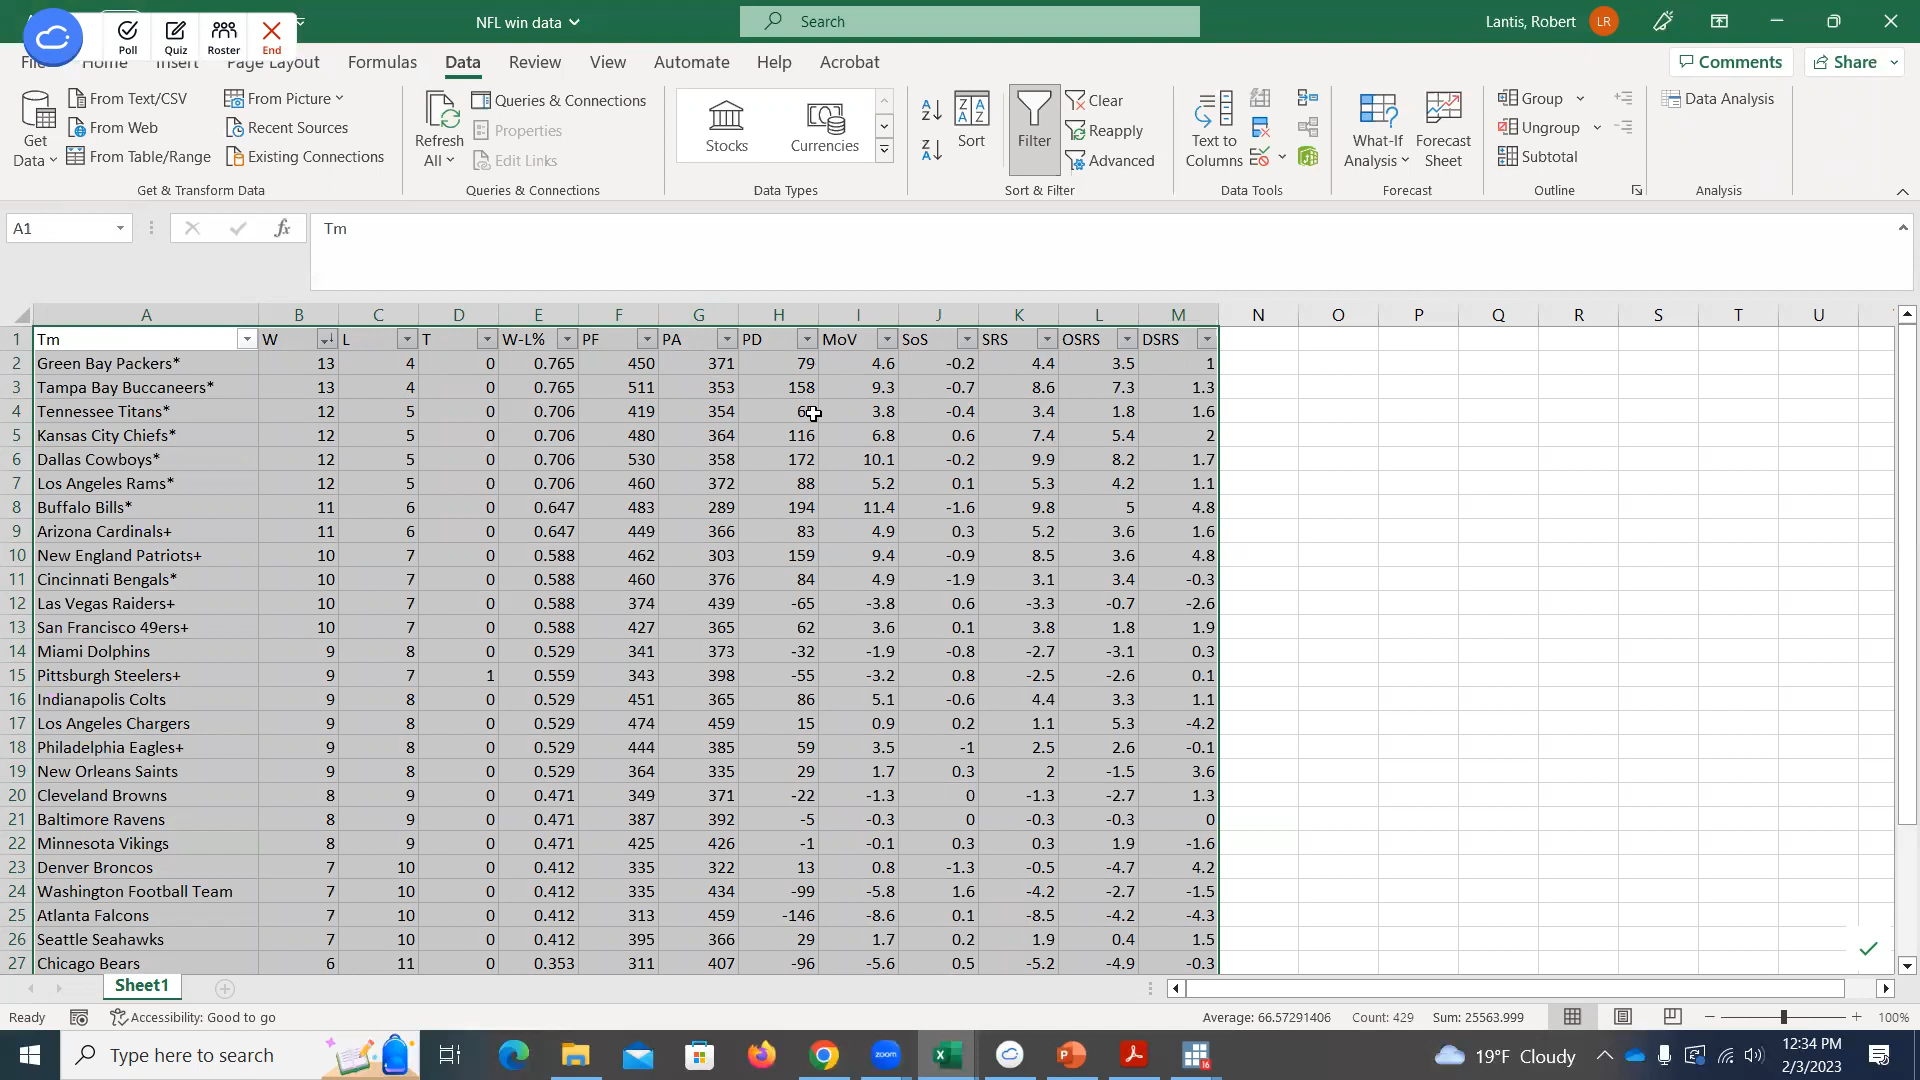 NFL win data
Search
Lantis, Robert LR
Poll Quiz Roster End
File Home Insert Page Layout Formulas Data Review View Automate Help Acrobat
Comments Share
Get Data
From Text/CSV
From Web
From Table/Range
From Picture
Recent Sources
Existing Connections
Get & Transform Data
Refresh All
Queries & Connections
Properties
Edit Links
Queries & Connections
Stocks Currencies
Data Types
Sort Filter
Clear
Reapply
Advanced
Sort & Filter
Text to Columns
Data Tools
What-If Analysis
Forecast Sheet
Forecast
Group
Ungroup
Subtotal
Outline
Data Analysis
Analysis
A1 fx Tm
A B C D E F G H I J K L M N O P Q R S T U
1 Tm W L T W-L% PF PA PD MoV SoS SRS OSRS DSRS
2 Green Bay Packers* 13 4 0 0.765 450 371 79 4.6 -0.2 4.4 3.5 1
3 Tampa Bay Buccaneers* 13 4 0 0.765 511 353 158 9.3 -0.7 8.6 7.3 1.3
4 Tennessee Titans* 12 5 0 0.706 419 354 3.8 -0.4 3.4 1.8 1.6
5 Kansas City Chiefs* 12 5 0 0.706 480 364 116 6.8 0.6 7.4 5.4 2
6 Dallas Cowboys* 12 5 0 0.706 530 358 172 10.1 -0.2 9.9 8.2 1.7
7 Los Angeles Rams* 12 5 0 0.706 460 372 88 5.2 0.1 5.3 4.2 1.1
8 Buffalo Bills* 11 6 0 0.647 483 289 194 11.4 -1.6 9.8 5 4.8
9 Arizona Cardinals+ 11 6 0 0.647 449 366 83 4.9 0.3 5.2 3.6 1.6
10 New England Patriots+ 10 7 0 0.588 462 303 159 9.4 -0.9 8.5 3.6 4.8
11 Cincinnati Bengals* 10 7 0 0.588 460 376 84 4.9 -1.9 3.1 3.4 -0.3
12 Las Vegas Raiders+ 10 7 0 0.588 374 439 -65 -3.8 0.6 -3.3 -0.7 -2.6
13 San Francisco 49ers+ 10 7 0 0.588 427 365 62 3.6 0.1 3.8 1.8 1.9
14 Miami Dolphins 9 8 0 0.529 341 373 -32 -1.9 -0.8 -2.7 -3.1 0.3
15 Pittsburgh Steelers+ 9 7 1 0.559 343 398 -55 -3.2 0.8 -2.5 -2.6 0.1
16 Indianapolis Colts 9 8 0 0.529 451 365 86 5.1 -0.6 4.4 3.3 1.1
17 Los Angeles Chargers 9 8 0 0.529 474 459 15 0.9 0.2 1.1 5.3 -4.2
18 Philadelphia Eagles+ 9 8 0 0.529 444 385 59 3.5 -1 2.5 2.6 -0.1
19 New Orleans Saints 9 8 0 0.529 364 335 29 1.7 0.3 2 -1.5 3.6
20 Cleveland Browns 8 9 0 0.471 349 371 -22 -1.3 0 -1.3 -2.7 1.3
21 Baltimore Ravens 8 9 0 0.471 387 392 -5 -0.3 0 -0.3 -0.3 0
22 Minnesota Vikings 8 9 0 0.471 425 426 -1 -0.1 0.3 0.3 1.9 -1.6
23 Denver Broncos 7 10 0 0.412 335 322 13 0.8 -1.3 -0.5 -4.7 4.2
24 Washington Football Team 7 10 0 0.412 335 434 -99 -5.8 1.6 -4.2 -2.7 -1.5
25 Atlanta Falcons 7 10 0 0.412 313 459 -146 -8.6 0.1 -8.5 -4.2 -4.3
26 Seattle Seahawks 7 10 0 0.412 395 366 29 1.7 0.2 1.9 0.4 1.5
27 Chicago Bears 6 11 0 0.353 311 407 -96 -5.6 0.5 -5.2 -4.9 -0.3
Sheet1
Ready Accessibility: Good to go Average: 66.57291406 Count: 429 Sum: 25563.999 100%
Type here to search
zoom
19°F Cloudy
12:34 PM
2/3/2023